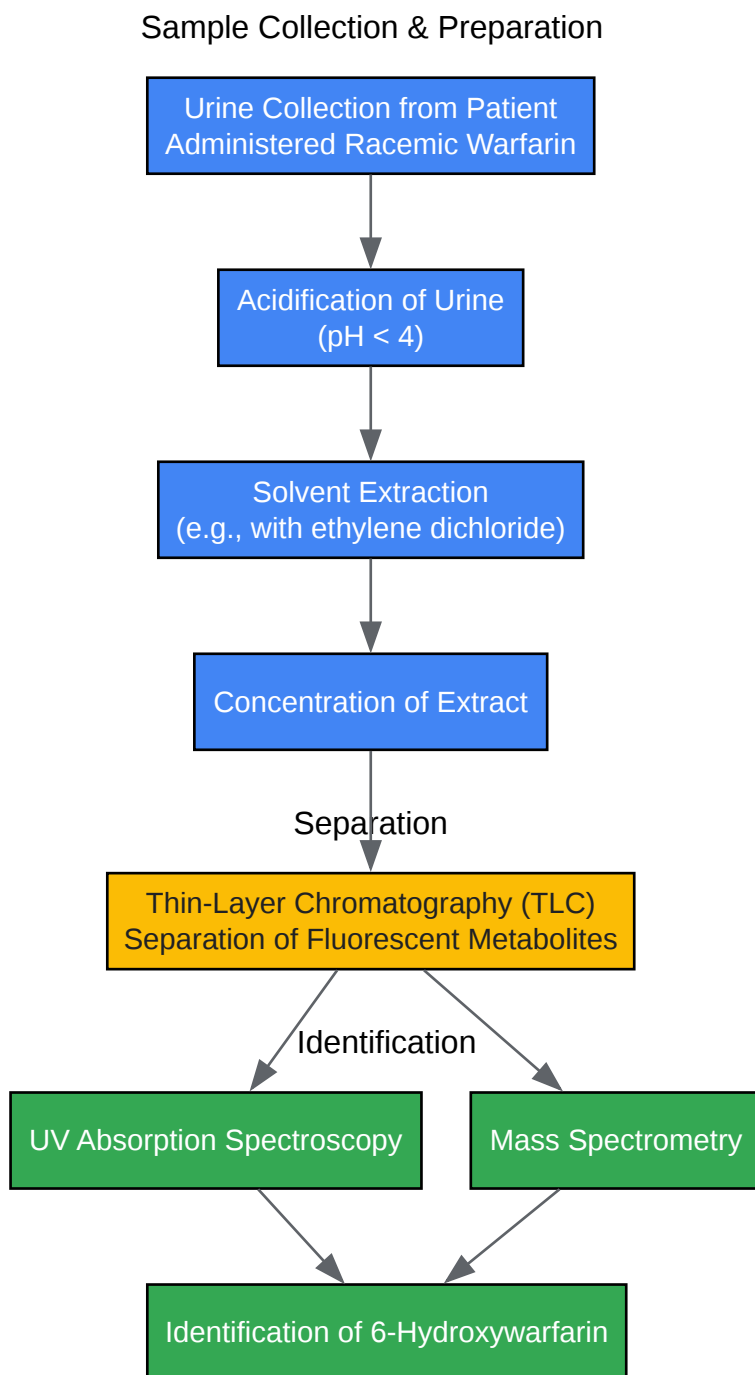 Sample Collection & Preparation
Urine Collection from Patient
Administered Racemic Warfarin
Acidification of Urine
(pH < 4)
Solvent Extraction
(e.g., with ethylene dichloride)
Concentration of Extract
Separation
Thin-Layer Chromatography (TLC)
Separation of Fluorescent Metabolites
Identification
UV Absorption Spectroscopy
Mass Spectrometry
Identification of 6-Hydroxywarfarin